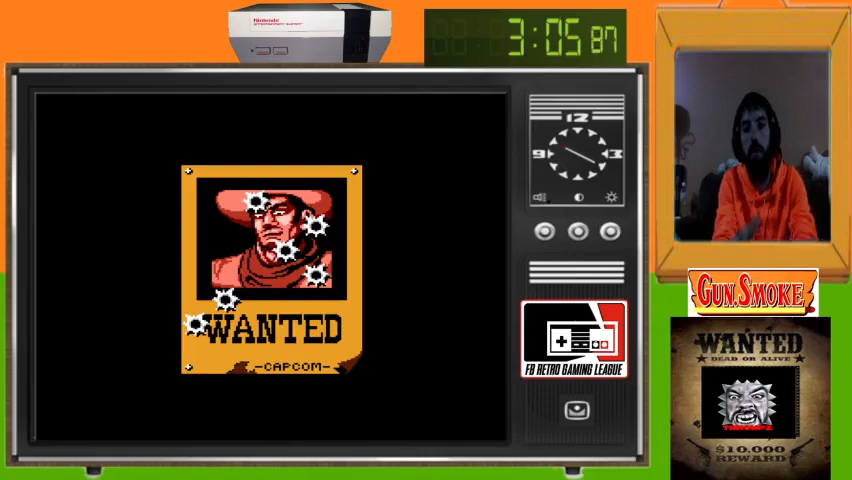 Nintendo
3:05 87
12
9
3
WANTED
-CAPCOM-
FB RETRO GAMING LEAGUE
GUN.SMOKE
WANTED
DEAD OR ALIVE
$10,000
REWARD